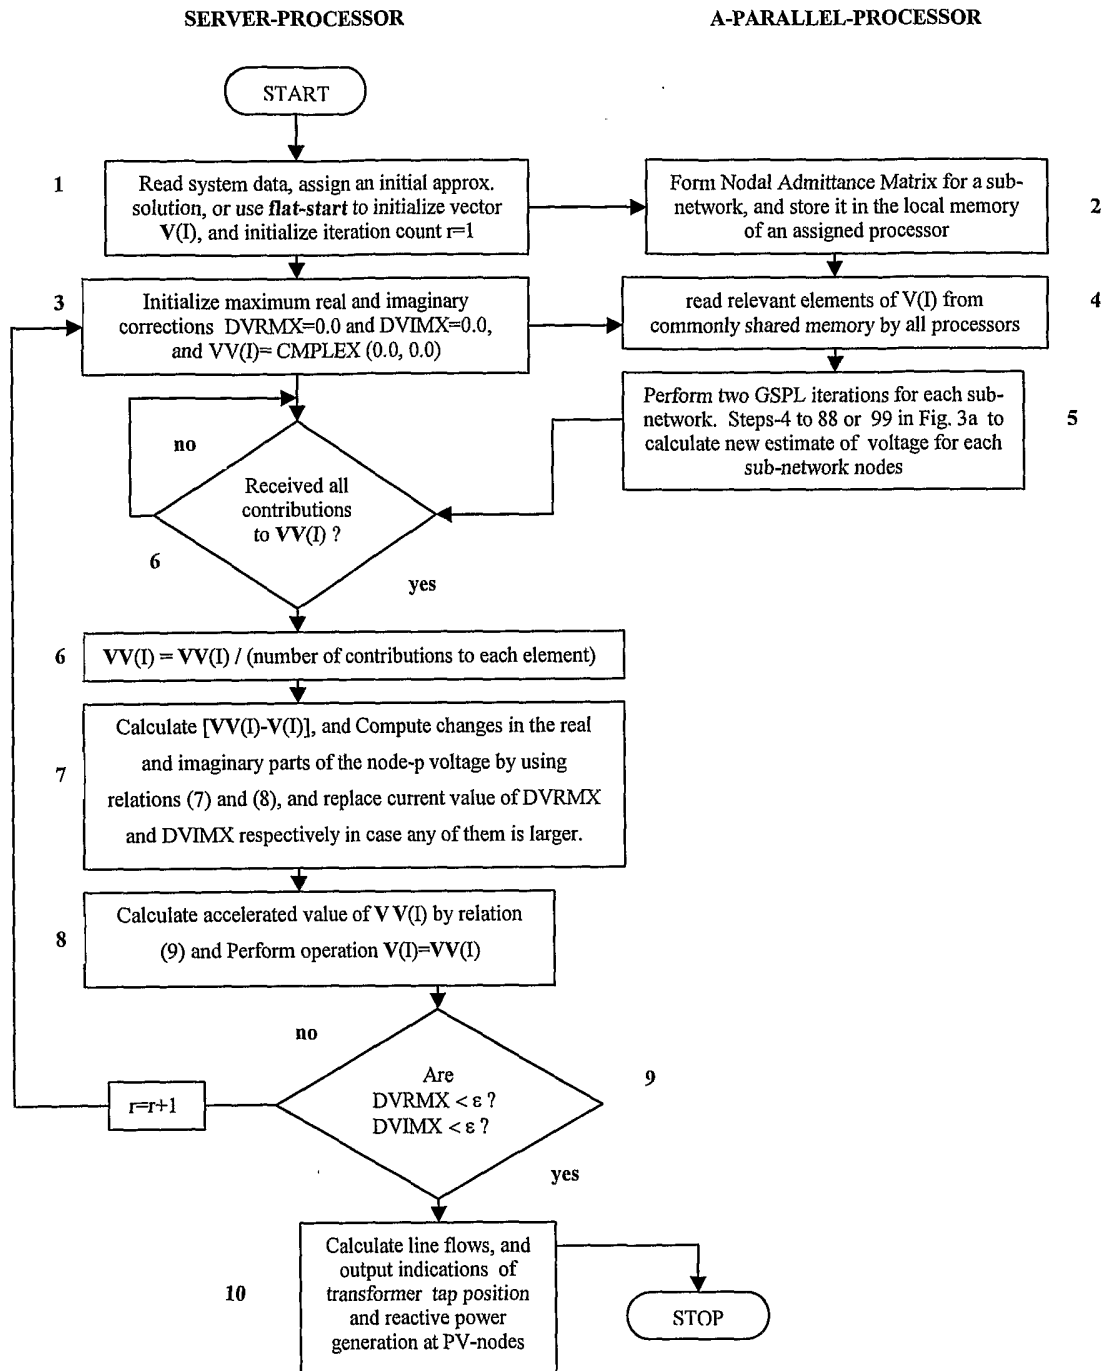 SERVER-PROCESSOR
A-PARALLEL-PROCESSOR
START
1
Read system data, assign an initial approx.
solution, or use flat-start to initialize vector
V(I), and initialize iteration count r=1
Form Nodal Admittance Matrix for a sub-
network, and store it in the local memory
of an assigned processor
2
3
Initialize maximum real and imaginary
corrections DVRMX=0.0 and DVIMX=0.0,
and VV(I)= CMPLEX (0.0, 0.0)
read relevant elements of V(I) from
commonly shared memory by all processors
4
Perform two GSPL iterations for each sub-
network. Steps-4 to 88 or 99 in Fig. 3a to
calculate new estimate of voltage for each
sub-network nodes
5
no
Received all
contributions
to VV(I) ?
6
yes
6
VV(I) = VV(I) / (number of contributions to each element)
7
Calculate [VV(I)-V(I)], and Compute changes in the real
and imaginary parts of the node-p voltage by using
relations (7) and (8), and replace current value of DVRMX
and DVIMX respectively in case any of them is larger.
8
Calculate accelerated value of VV(I) by relation
(9) and Perform operation V(I)=VV(I)
no
Are
DVRMX < ε ?
DVIMX < ε ?
9
r=r+1
yes
10
Calculate line flows, and
output indications of
transformer tap position
and reactive power
generation at PV-nodes
STOP